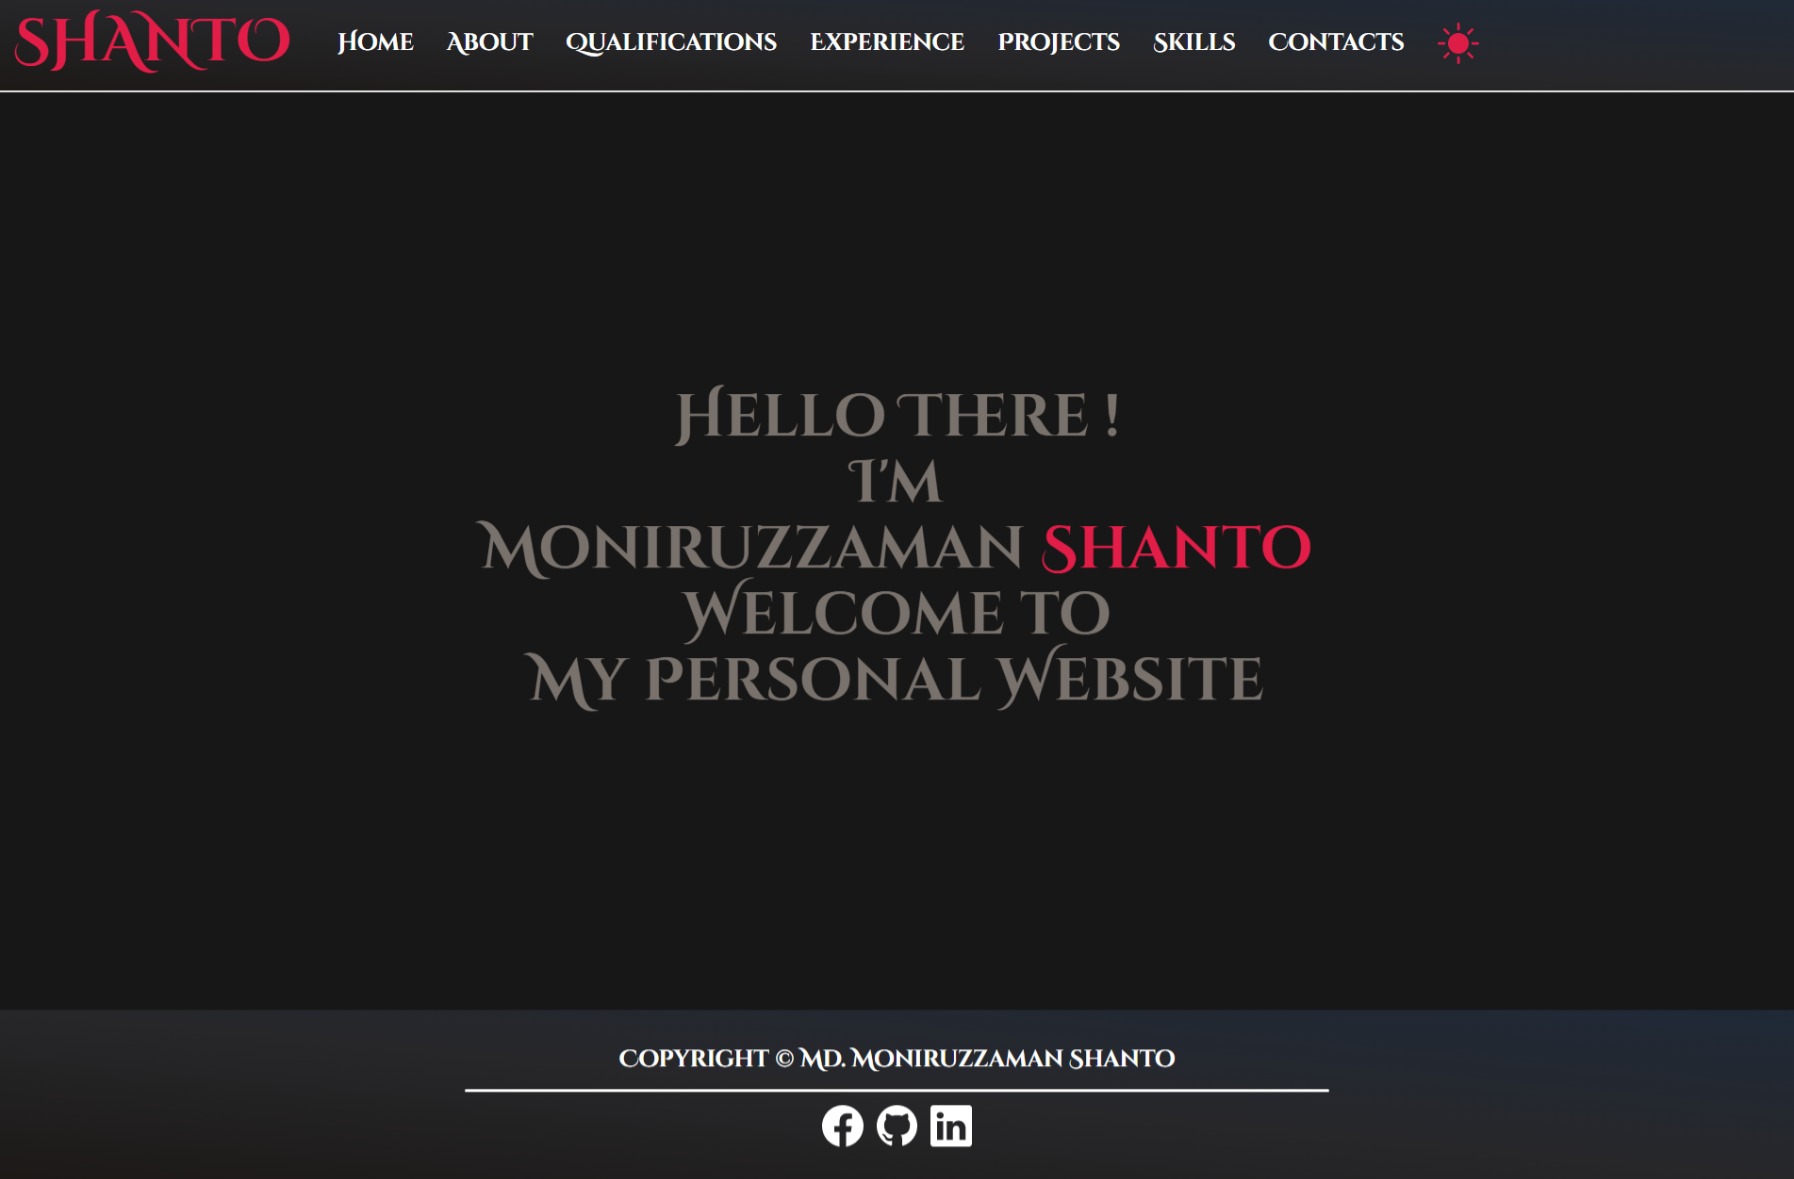 SHANTO
Home About Qualifications Experience Projects Skills Contacts
Hello There !
I'm
Moniruzzaman Shanto
Welcome to
My Personal Website
Copyright © Md. Moniruzzaman Shanto